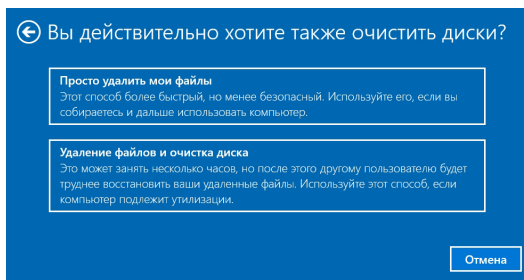 Вы действительно хотите также очистить диски?
Просто удалить мои файлы
Этот способ более быстрый, но менее безопасный. Используйте его, если вы
собираетесь и дальше использовать компьютер.
Удаление файлов и очистка диска
Это может занять несколько часов, но после этого другому пользователю будет
труднее восстановить ваши удаленные файлы. Используйте этот способ, если
компьютер подлежит утилизации.
Отмена